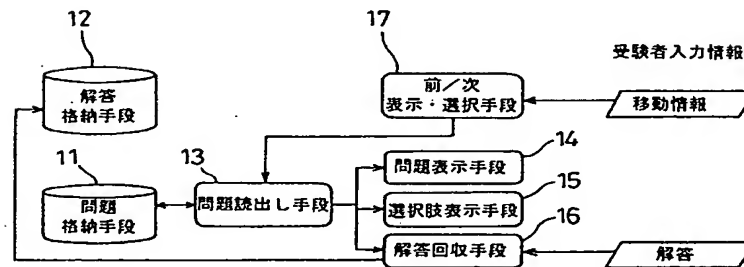 12
解答
格納手段
17
前／次
表示・選択手段
受験者入力情報
移動情報
11
問題
格納手段
13
問題読出し手段
14
問題表示手段
15
選択肢表示手段
16
解答回収手段
解答